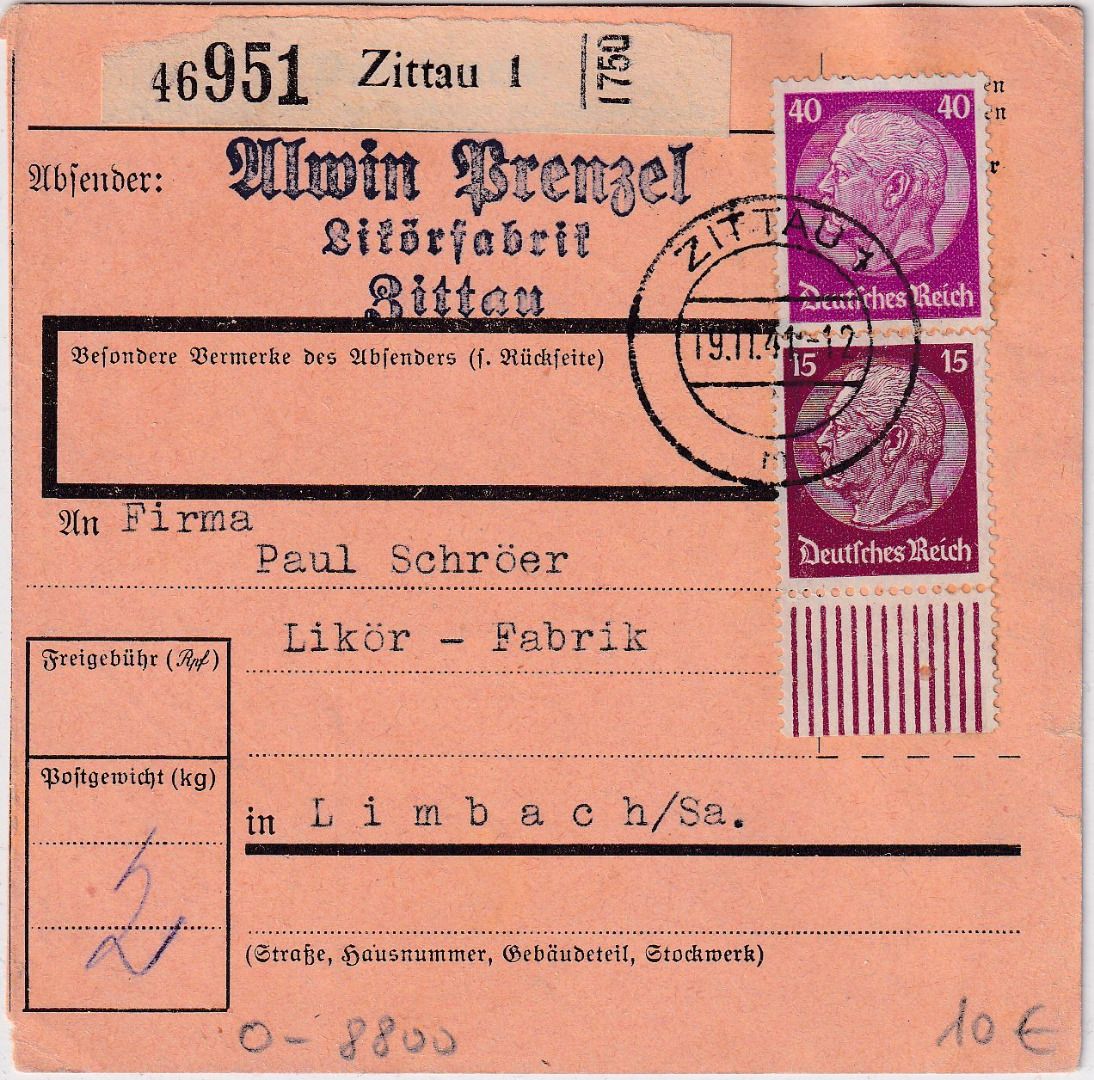 46951 Zittau 1 1750
Absender: Alwin Prenzel
Likörfabrik
Zittau
40 40
Deutsches Reich
ZITTAU
19.11.41-12
m
15 15
Deutsches Reich
Besondere Vermerke des Absenders (s. Rückseite)
An Firma
Paul Schröer
Likör - Fabrik
Freigebühr (Rpf)
Postgewicht (kg)
2
in Limbach/Sa.
(Straße, Hausnummer, Gebäudeteil, Stockwerk)
O-8800
10 €